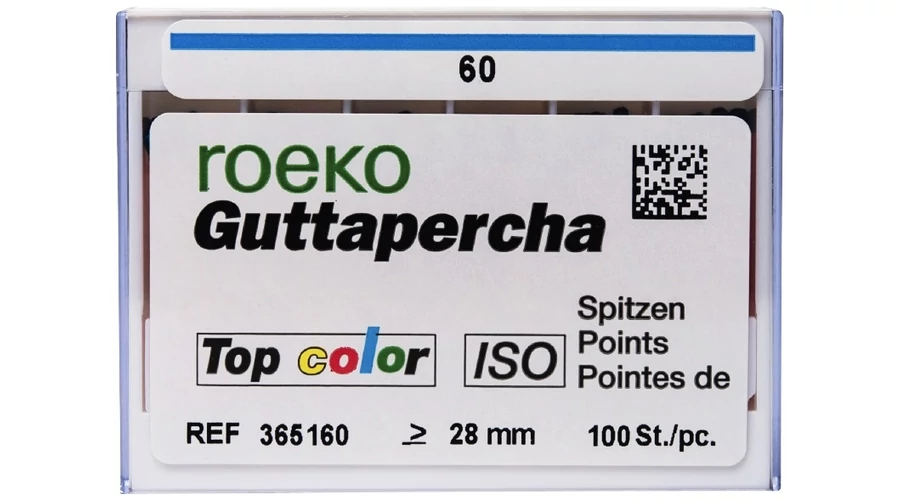 60
roeko
Guttapercha
Spitzen
Points
Pointes de
Top color
ISO
REF 365160 ≥ 28 mm 100 St./pc.